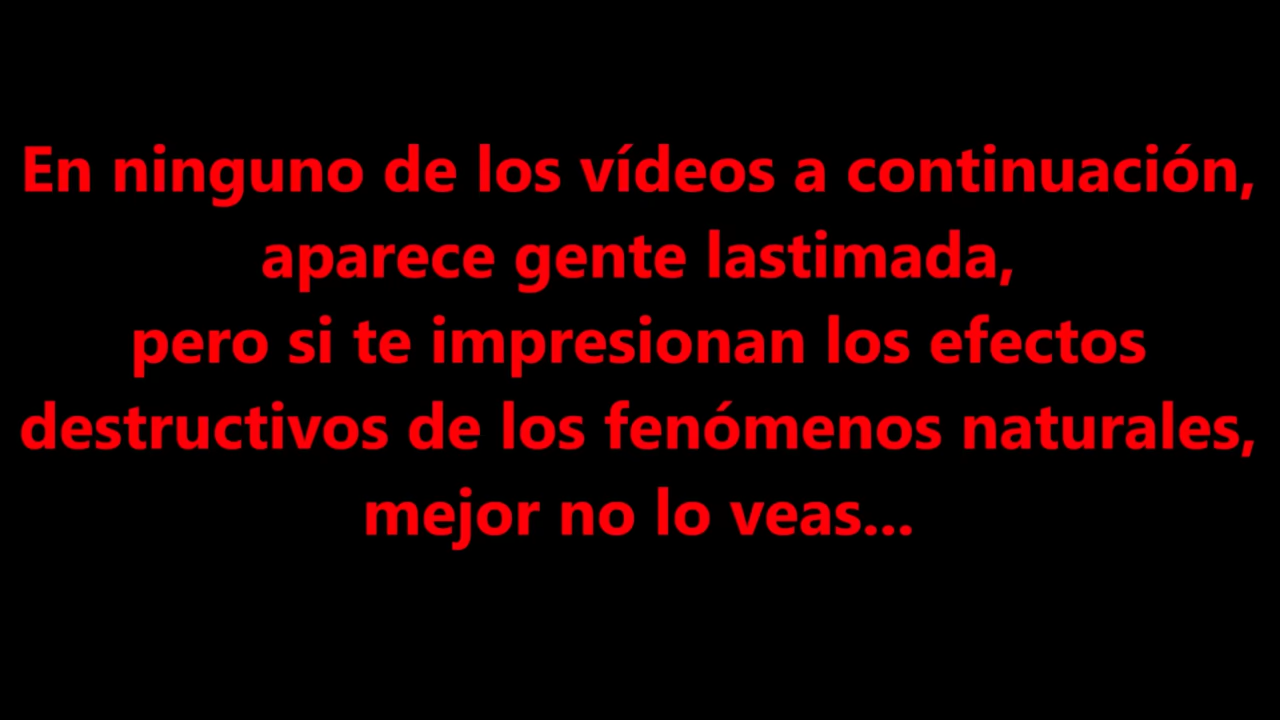 En ninguno de los vídeos a continuación,
aparece gente lastimada,
pero si te impresionan los efectos
destructivos de los fenómenos naturales,
mejor no lo veas...